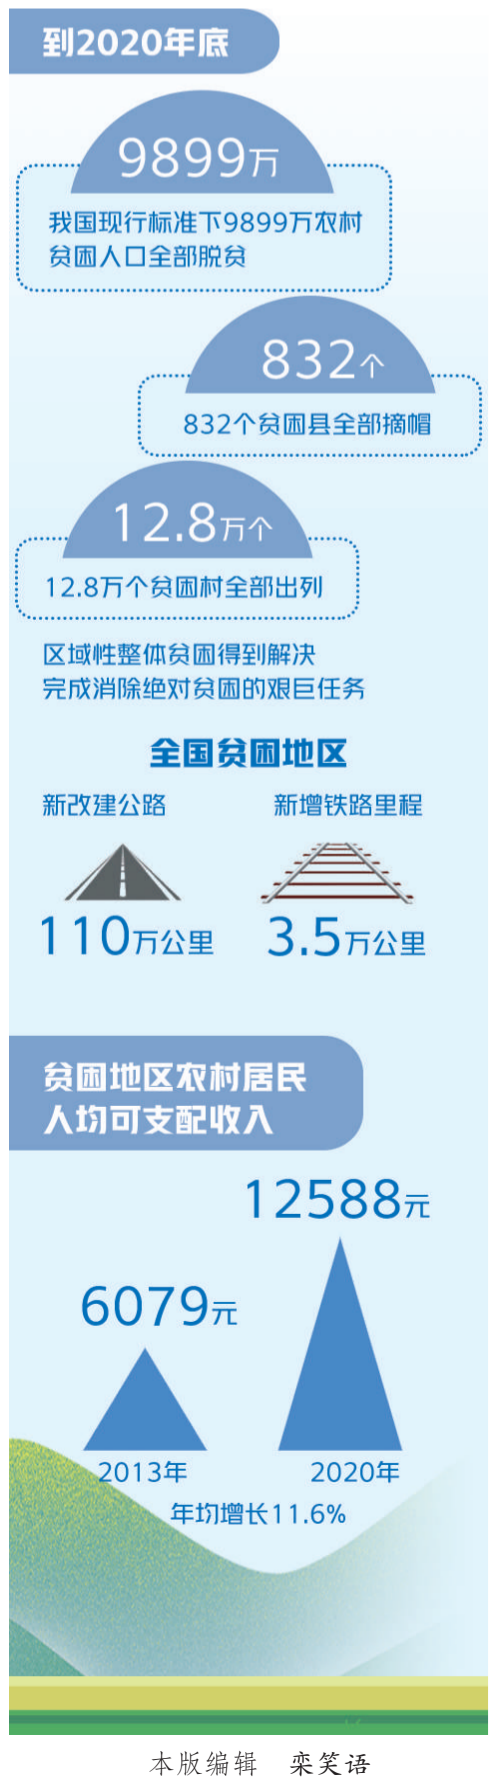 到2020年底
9899万
我国现行标准下9899万农村
贫困人口全部脱贫
832个
832个贫困县全部摘帽
12.8万个
12.8万个贫困村全部出列
区域性整体贫困得到解决
完成消除绝对贫困的艰巨任务
全国贫困地区
新改建公路
110万公里
新增铁路里程
3.5万公里
贫困地区农村居民
人均可支配收入
12588元
6079元
2013年
2020年
年均增长11.6%
本版编辑 栾笑语